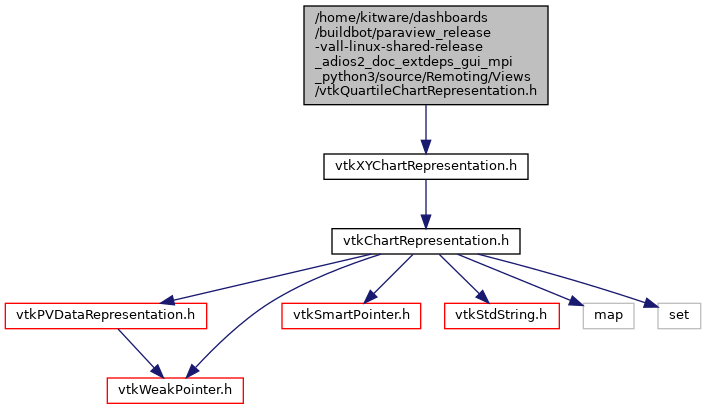 /home/kitware/dashboards
/buildbot/paraview_release
-vall-linux-shared-release
_adios2_doc_extdeps_gui_mpi
_python3/source/Remoting/Views
/vtkQuartileChartRepresentation.h
vtkXYChartRepresentation.h
vtkChartRepresentation.h
vtkPVDataRepresentation.h
vtkSmartPointer.h
vtkStdString.h
map
set
vtkWeakPointer.h